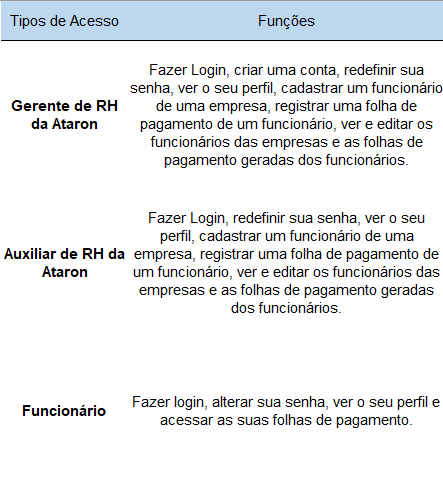 Tipos de Acesso
Funções
Gerente de RH
da Ataron
Fazer Login, criar uma conta, redefinir sua
senha, ver o seu perfil, cadastrar um funcionário
de uma empresa, registrar uma folha de
pagamento de um funcionário, ver e editar os
funcionários das empresas e as folhas de
pagamento geradas dos funcionários.
Auxiliar de RH da
Ataron
Fazer Login, redefinir sua senha, ver o seu
perfil, cadastrar um funcionário de uma
empresa, registrar uma folha de pagamento de
um funcionário, ver e editar os funcionários das
empresas e as folhas de pagamento geradas
dos funcionários.
Funcionário
Fazer login, alterar sua senha, ver o seu perfil e
acessar as suas folhas de pagamento.